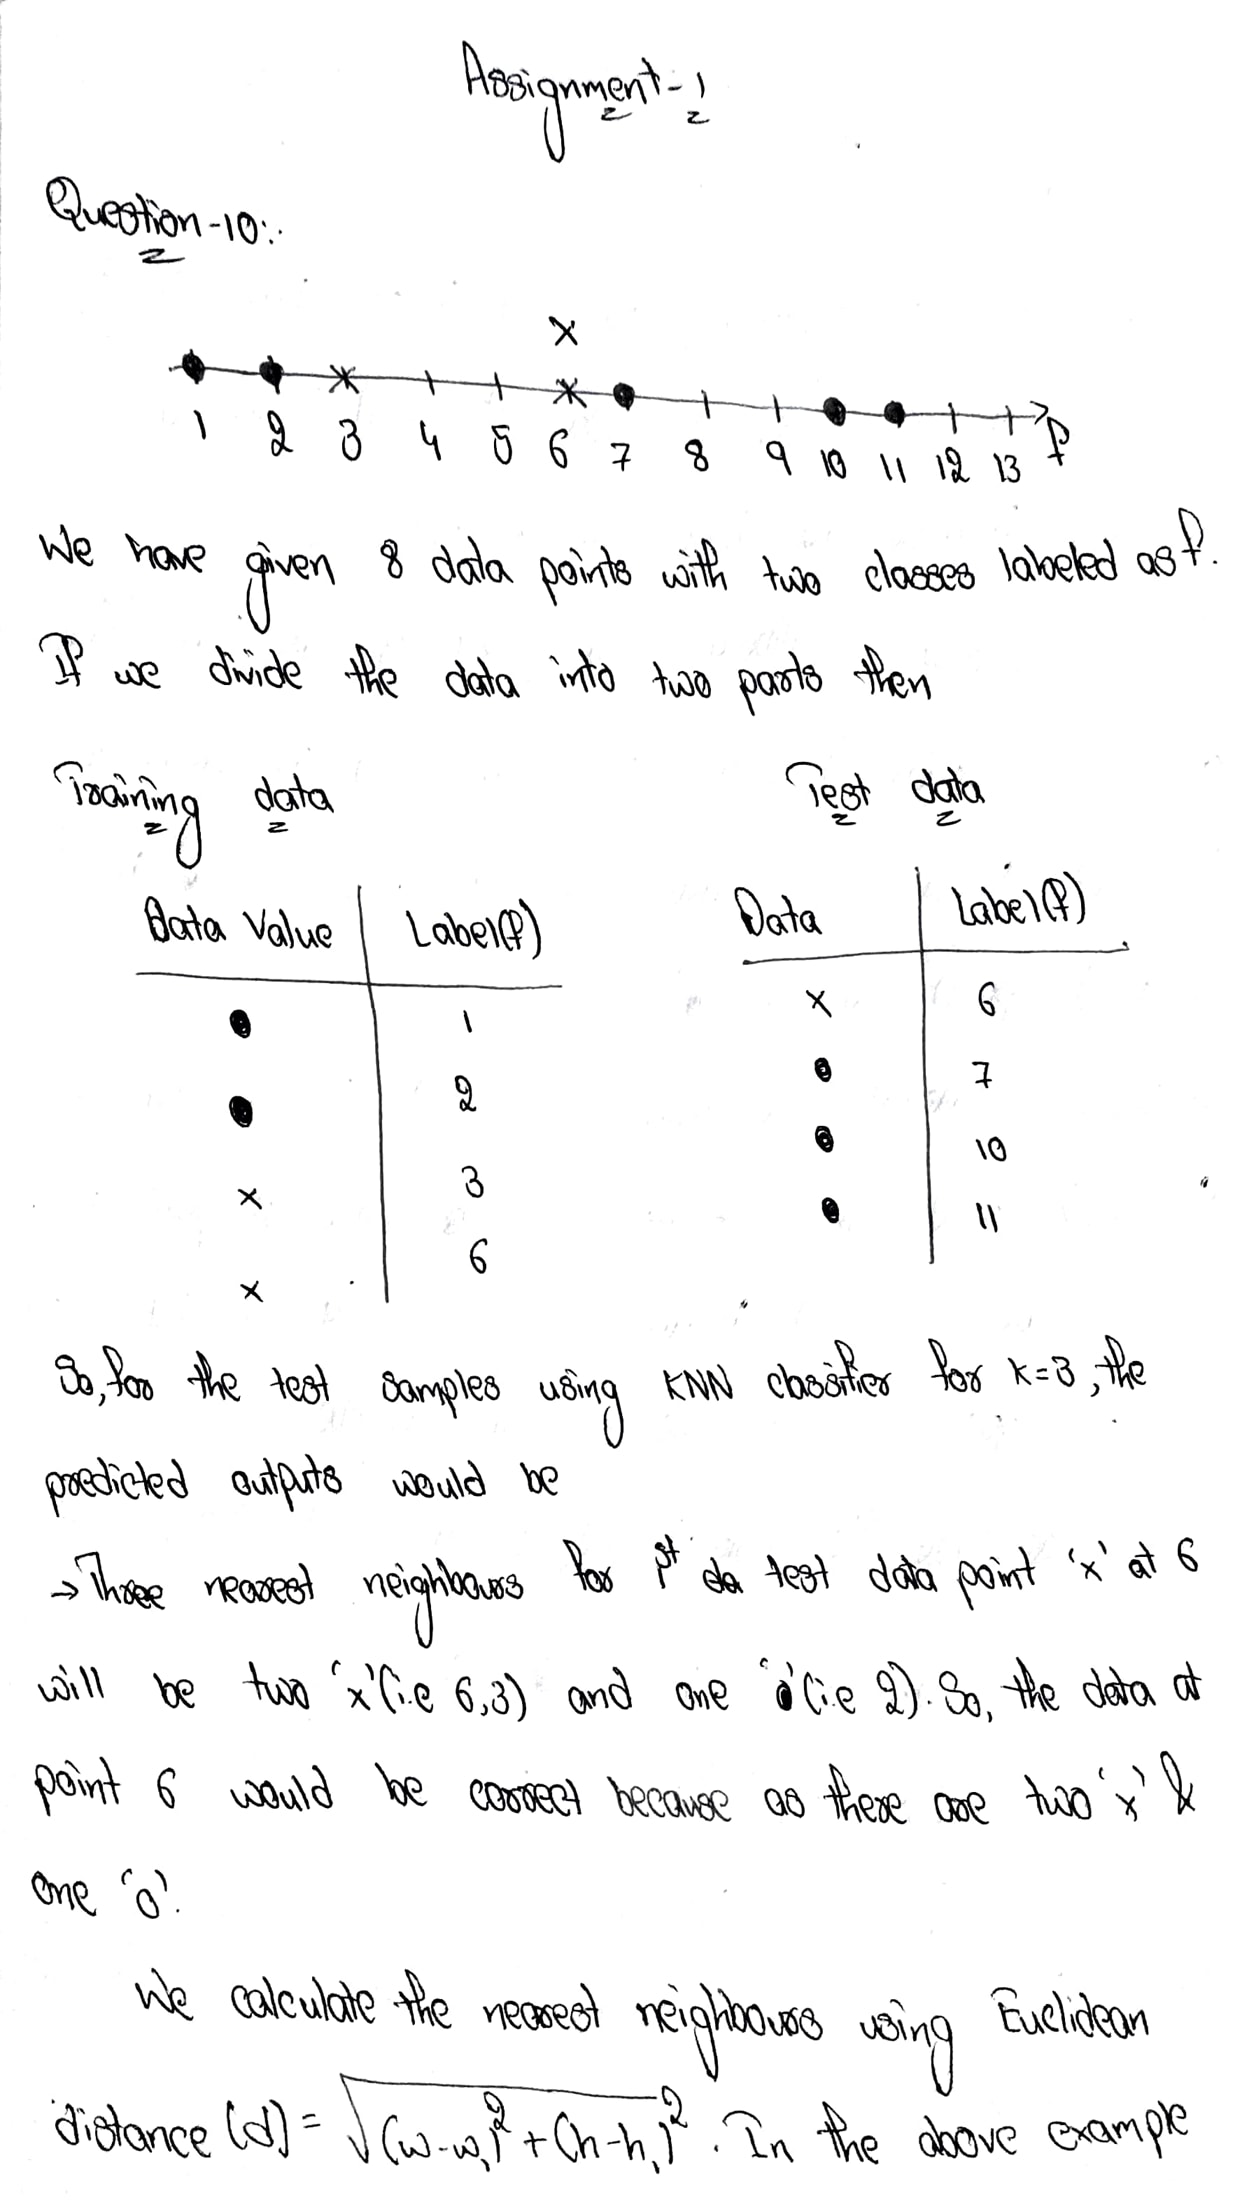 Assignment-1
Question-10:.
x
1 2 3 4 5 6 7 8 9 10 11 12 13 f
We have given 8 data points with two classes labeled as f.
If we divide the data into two parts then
Training data Test data
Data Value Label(f) Data Label(f)
● 1 x 6
● 2 ● 7
x 3 ● 10
x 6 ● 11
So, for the test samples using KNN classifier for K=3, the
predicted outputs would be
→ Three nearest neighbours for 1st da test data point 'x' at 6
will be two 'x'(i.e 6,3) and one 'o'(i.e 2). So, the data at
point 6 would be correct because as there are two 'x' &
one 'o'.
We calculate the nearest neighbours using Euclidean
distance (d) = √(w-w₁)²+(h-h₁)². In the above example